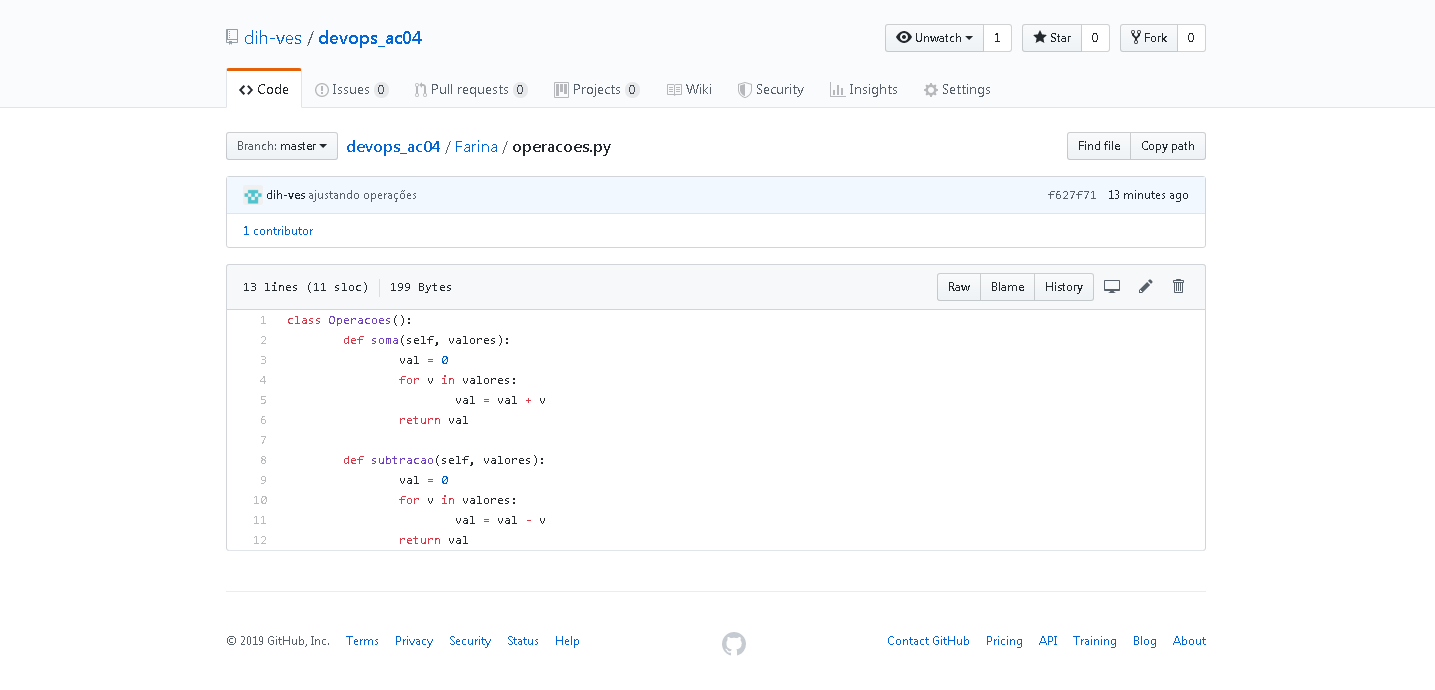 dih-ves / devops_ac04 Unwatch 1 Star 0 Fork 0
Code Issues 0 Pull requests 0 Projects 0 Wiki Security Insights Settings
Branch: master devops_ac04 / Farina / operacoes.py Find file Copy path
dih-ves ajustando operações f627f71 13 minutes ago
1 contributor
13 lines (11 sloc) 199 Bytes Raw Blame History
1 class Operacoes():
2 def soma(self, valores):
3 val = 0
4 for v in valores:
5 val = val + v
6 return val
7
8 def subtracao(self, valores):
9 val = 0
10 for v in valores:
11 val = val - v
12 return val
© 2019 GitHub, Inc. Terms Privacy Security Status Help Contact GitHub Pricing API Training Blog About